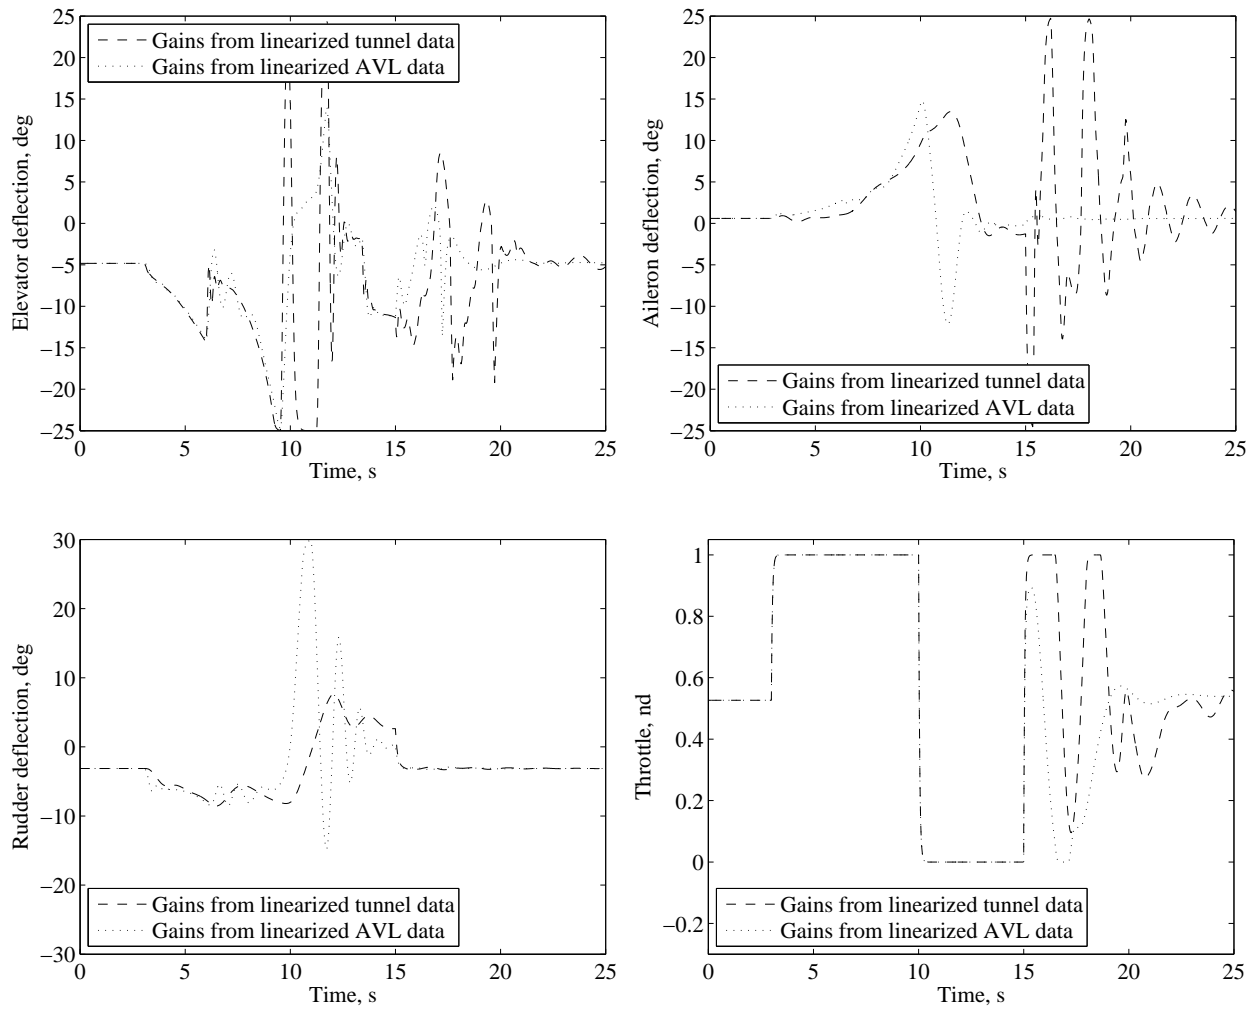 25
20
15
10
5
0
−5
−10
−15
−20
−25
0 5 10 15 20 25
Time, s
Elevator deflection, deg
Gains from linearized tunnel data
Gains from linearized AVL data
25
20
15
10
5
0
−5
−10
−15
−20
−25
0 5 10 15 20 25
Time, s
Aileron deflection, deg
Gains from linearized tunnel data
Gains from linearized AVL data
30
20
10
0
−10
−20
−30
0 5 10 15 20 25
Time, s
Rudder deflection, deg
Gains from linearized tunnel data
Gains from linearized AVL data
1
0.8
0.6
0.4
0.2
0
−0.2
0 5 10 15 20 25
Time, s
Throttle, nd
Gains from linearized tunnel data
Gains from linearized AVL data